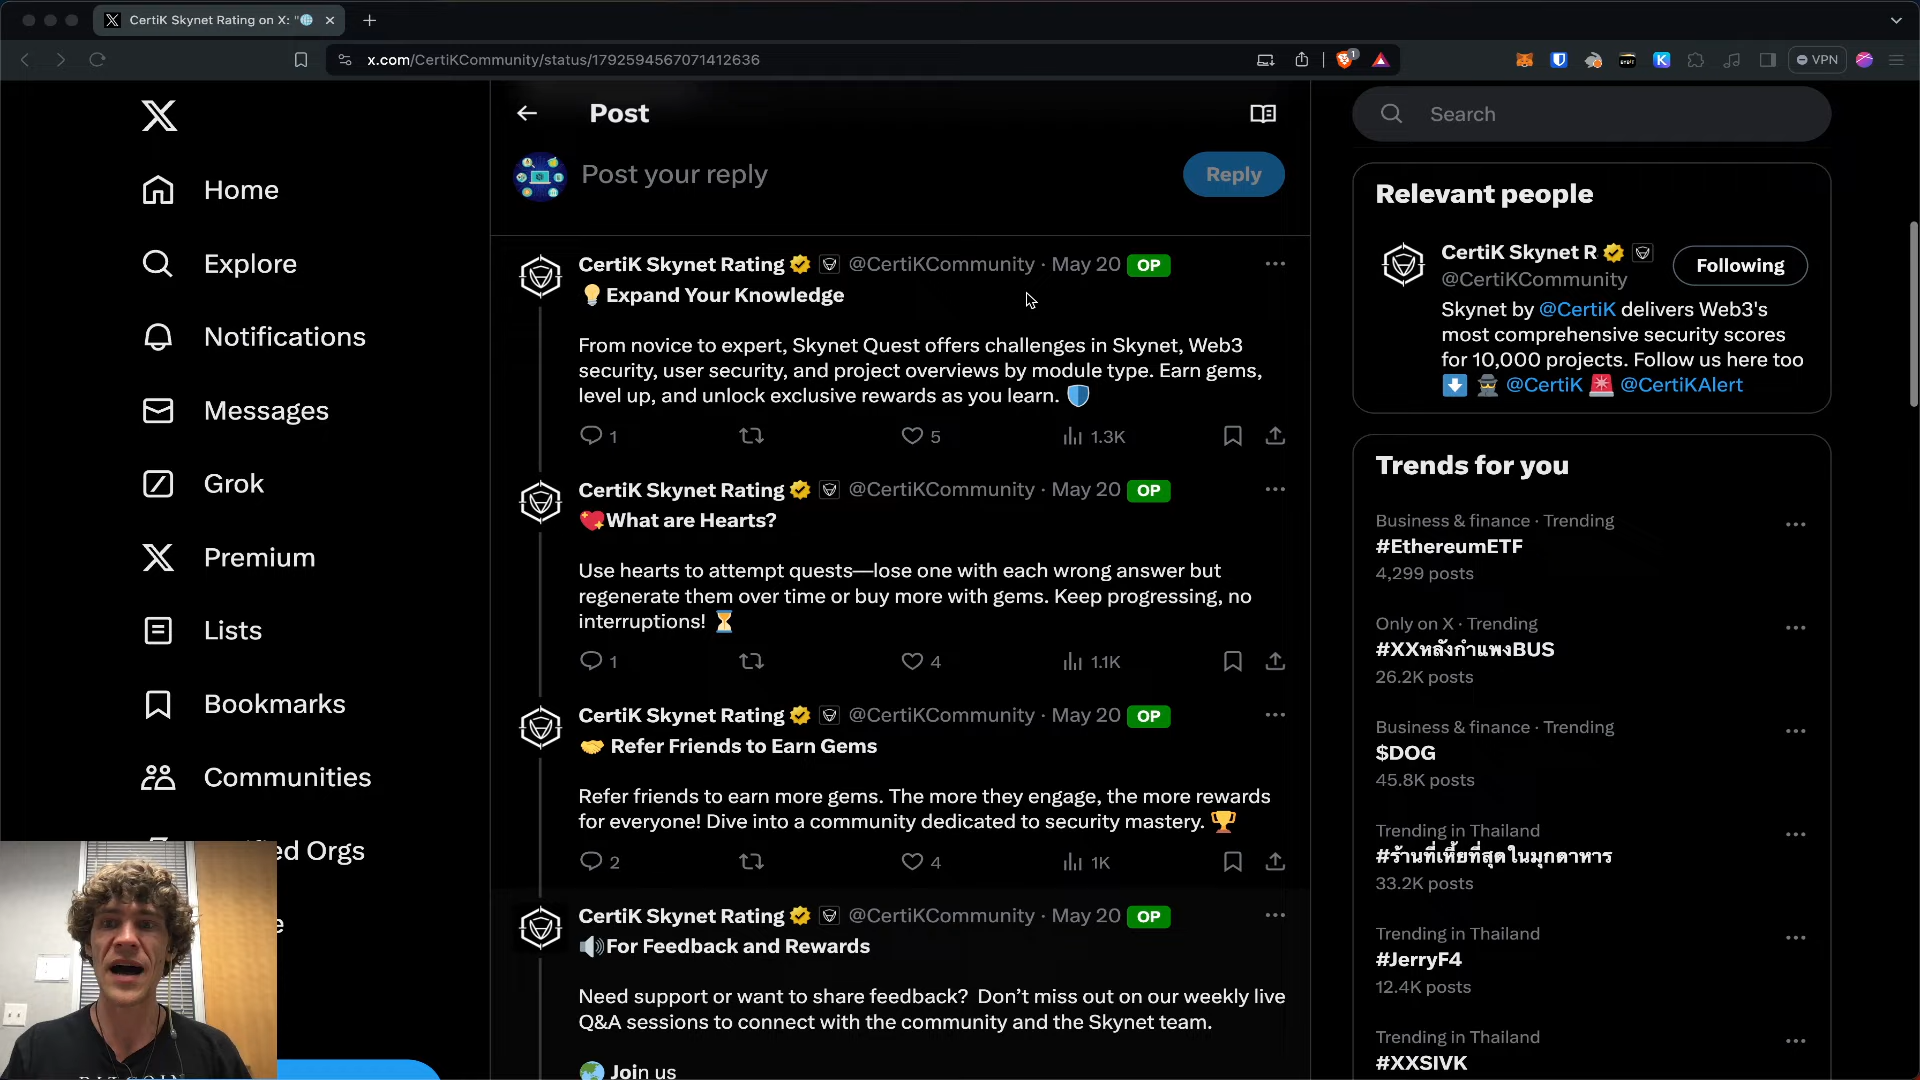 CertiK Skynet Rating on X: "
x.com/CertiKCommunity/status/1792594567071412636
1
VPN
Home
Explore
Notifications
Messages
Grok
Premium
Lists
Bookmarks
Communities
ed Orgs
e
Post
Post your reply
Reply
CertiK Skynet Rating @CertiKCommunity · May 20 OP
Expand Your Knowledge
From novice to expert, Skynet Quest offers challenges in Skynet, Web3
security, user security, and project overviews by module type. Earn gems,
level up, and unlock exclusive rewards as you learn.
1 5 1.3K
CertiK Skynet Rating @CertiKCommunity · May 20 OP
What are Hearts?
Use hearts to attempt quests—lose one with each wrong answer but
regenerate them over time or buy more with gems. Keep progressing, no
interruptions!
1 4 1.1K
CertiK Skynet Rating @CertiKCommunity · May 20 OP
Refer Friends to Earn Gems
Refer friends to earn more gems. The more they engage, the more rewards
for everyone! Dive into a community dedicated to security mastery.
2 4 1K
CertiK Skynet Rating @CertiKCommunity · May 20 OP
For Feedback and Rewards
Need support or want to share feedback? Don’t miss out on our weekly live
Q&A sessions to connect with the community and the Skynet team.
Join us
Search
Relevant people
CertiK Skynet R
@CertiKCommunity
Following
Skynet by @CertiK delivers Web3's
most comprehensive security scores
for 10,000 projects. Follow us here too
@CertiK @CertiKAlert
Trends for you
Business & finance · Trending
#EthereumETF
4,299 posts
Only on X · Trending
#XXหลังกำแพงBUS
26.2K posts
Business & finance · Trending
$DOG
45.8K posts
Trending in Thailand
#ร้านที่เหี้ยที่สุดในมุกดาหาร
33.2K posts
Trending in Thailand
#JerryF4
12.4K posts
Trending in Thailand
#XXSIVK